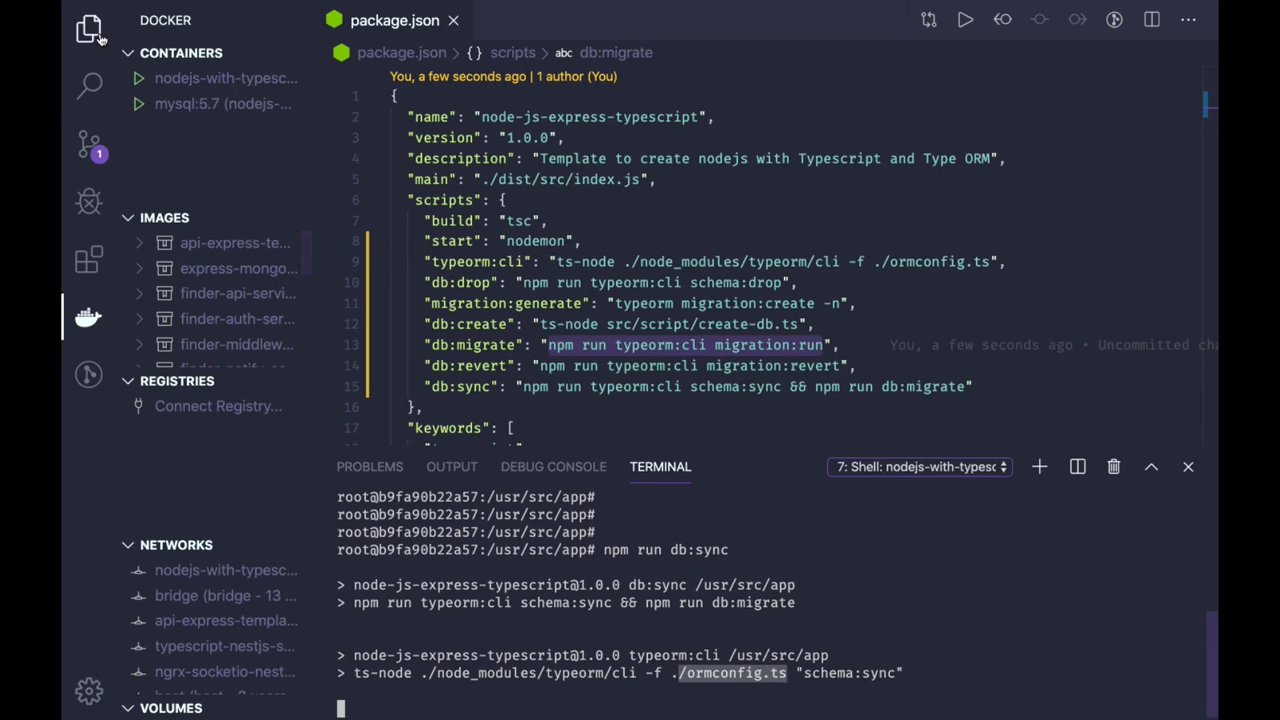 DOCKER
CONTAINERS
nodejs-with-typesc...
mysql:5.7 (nodejs-...
1
IMAGES
api-express-te...
express-mongo...
finder-api-servi...
finder-auth-ser...
finder-middlew...
REGISTRIES
Connect Registry...
NETWORKS
nodejs-with-typesc...
bridge (bridge - 13 ...
api-express-templa...
typescript-nestjs-s...
ngrx-socketio-nest...
VOLUMES
package.json
package.json > {} scripts > abc db:migrate
You, a few seconds ago | 1 author (You)
1 {
2 "name": "node-js-express-typescript",
3 "version": "1.0.0",
4 "description": "Template to create nodejs with Typescript and Type ORM",
5 "main": "./dist/src/index.js",
6 "scripts": {
7 "build": "tsc",
8 "start": "nodemon",
9 "typeorm:cli": "ts-node ./node_modules/typeorm/cli -f ./ormconfig.ts",
10 "db:drop": "npm run typeorm:cli schema:drop",
11 "migration:generate": "typeorm migration:create -n",
12 "db:create": "ts-node src/script/create-db.ts",
13 "db:migrate": "npm run typeorm:cli migration:run", You, a few seconds ago • Uncommitted cha
14 "db:revert": "npm run typeorm:cli migration:revert",
15 "db:sync": "npm run typeorm:cli schema:sync && npm run db:migrate"
16 },
17 "keywords": [
PROBLEMS OUTPUT DEBUG CONSOLE TERMINAL 7: Shell: nodejs-with-typesc
root@b9fa90b22a57:/usr/src/app#
root@b9fa90b22a57:/usr/src/app#
root@b9fa90b22a57:/usr/src/app#
root@b9fa90b22a57:/usr/src/app# npm run db:sync
> node-js-express-typescript@1.0.0 db:sync /usr/src/app
> npm run typeorm:cli schema:sync && npm run db:migrate
> node-js-express-typescript@1.0.0 typeorm:cli /usr/src/app
> ts-node ./node_modules/typeorm/cli -f ./ormconfig.ts "schema:sync"